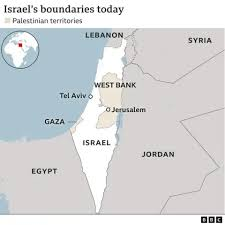 Israel's boundaries today
Palestinian territories
LEBANON
SYRIA
WEST BANK
Tel Aviv
Jerusalem
GAZA
ISRAEL
JORDAN
EGYPT
BBC